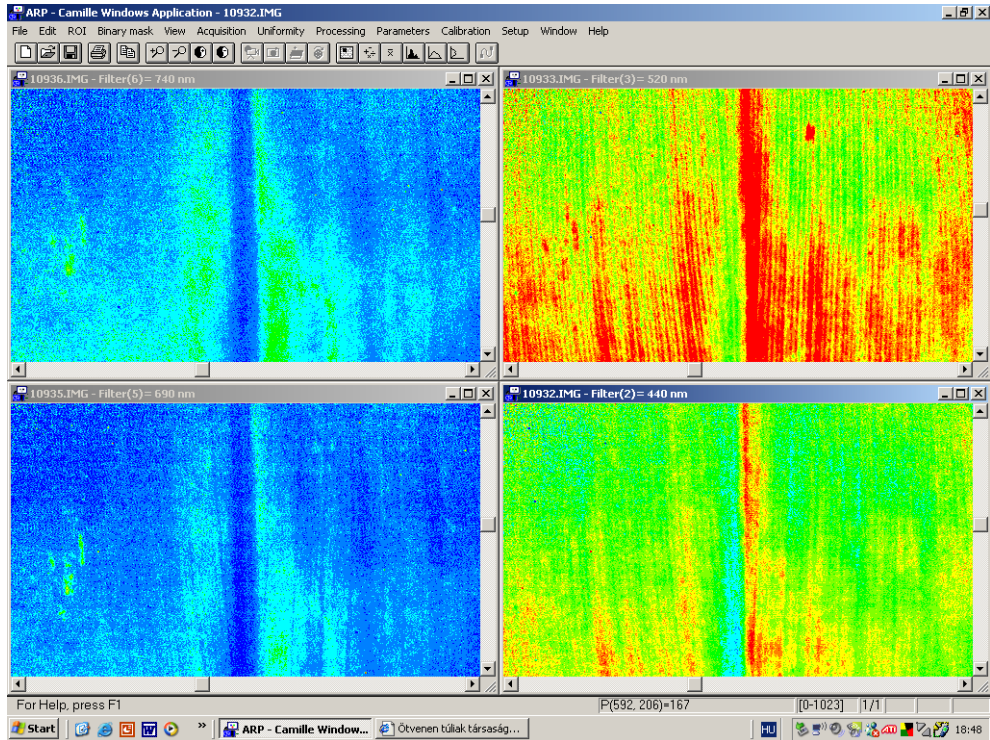 ARP - Camille Windows Application - 10932.IMG
File Edit ROI Binary mask View Acquisition Uniformity Processing Parameters Calibration Setup Window Help
10936.IMG - Filter(6)= 740 nm
10933.IMG - Filter(3)= 520 nm
10935.IMG - Filter(5)= 690 nm
10932.IMG - Filter(2)= 440 nm
For Help, press F1
P(592, 206)=167
[0-1023]
1/1
Start
»
ARP - Camille Window...
Ötvenen túliak társaság...
HU
18:48